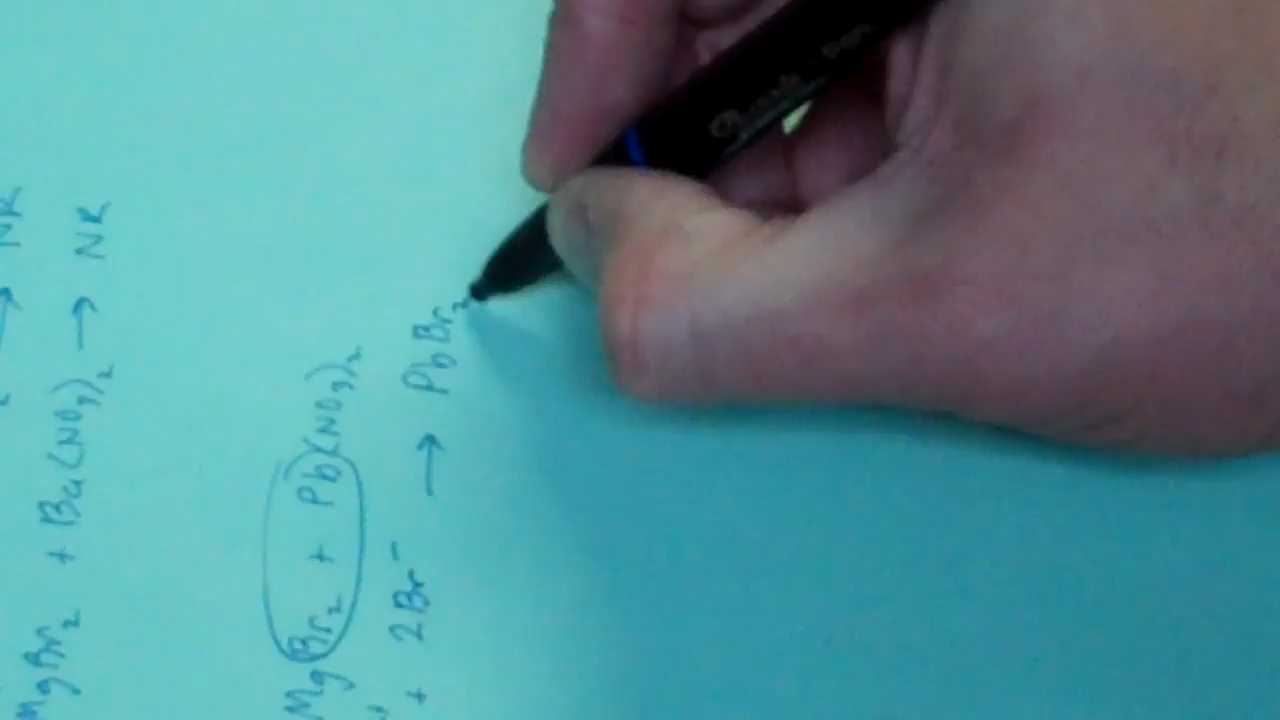 → NR
MgBr₂ + Ba(NO₃)₂ → NR
MgBr₂ + Pb(NO₃)₂
+ 2Br⁻ → PbBr₂